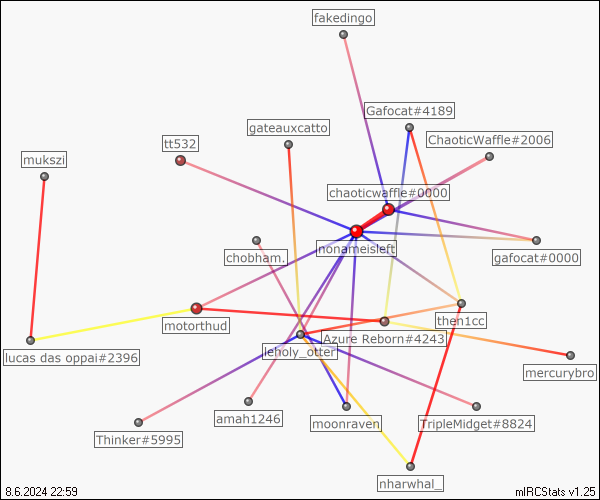 fakedingo
Gafocat#4189
gateauxcatto
ChaoticWaffle#2006
tt532
mukszi
chaoticwaffle#0000
nonameisleft
chobham.
gafocat#0000
motorthud
then1cc
Azure Reborn#4243
leholy_otter
lucas das oppai#2396
mercurybro
amah1246
moonraven
TripleMidget#8824
Thinker#5995
nharwhal_
8.6.2024 22:59
mIRCStats v1.25